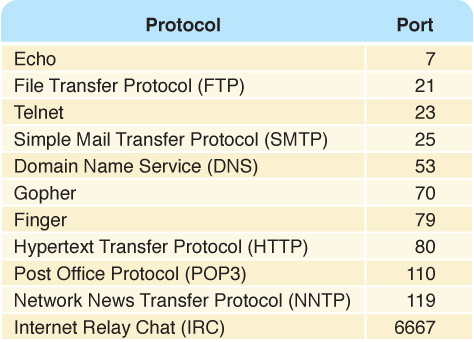 Protocol Port
Echo 7
File Transfer Protocol (FTP) 21
Telnet 23
Simple Mail Transfer Protocol (SMTP) 25
Domain Name Service (DNS) 53
Gopher 70
Finger 79
Hypertext Transfer Protocol (HTTP) 80
Post Office Protocol (POP3) 110
Network News Transfer Protocol (NNTP) 119
Internet Relay Chat (IRC) 6667